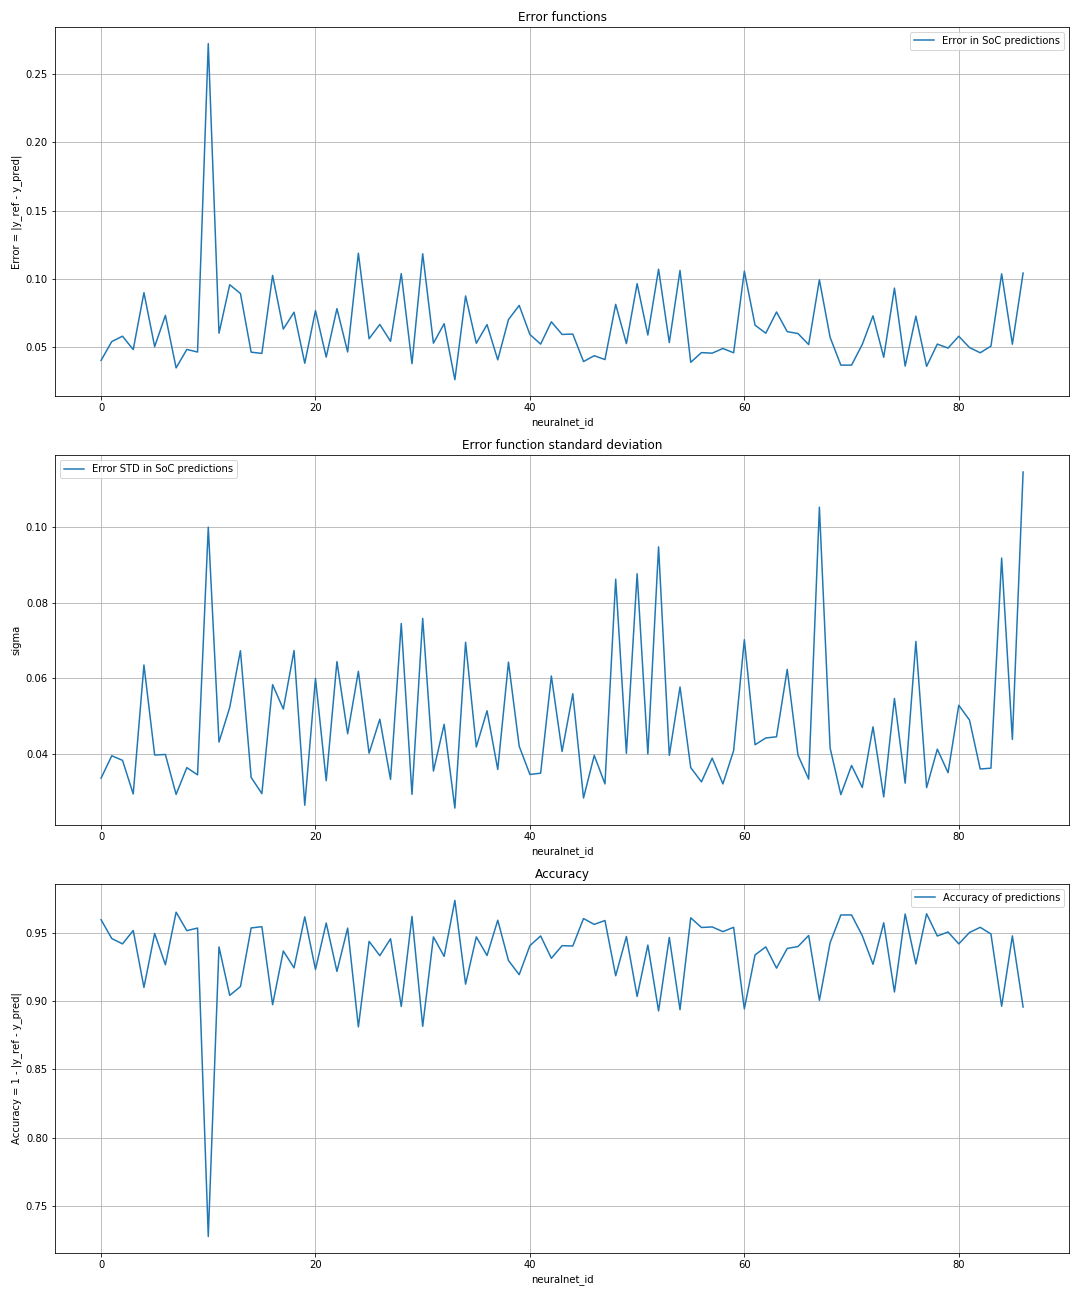 Error functions
Error in SoC predictions
0.25
0.20
0.15
0.10
0.05
Error = |y_ref - y_pred|
0 20 40 60 80
neuralnet_id
Error function standard deviation
Error STD in SoC predictions
0.10
0.08
0.06
0.04
sigma
0 20 40 60 80
neuralnet_id
Accuracy
Accuracy of predictions
0.95
0.90
0.85
0.80
0.75
Accuracy = 1 - |y_ref - y_pred|
0 20 40 60 80
neuralnet_id